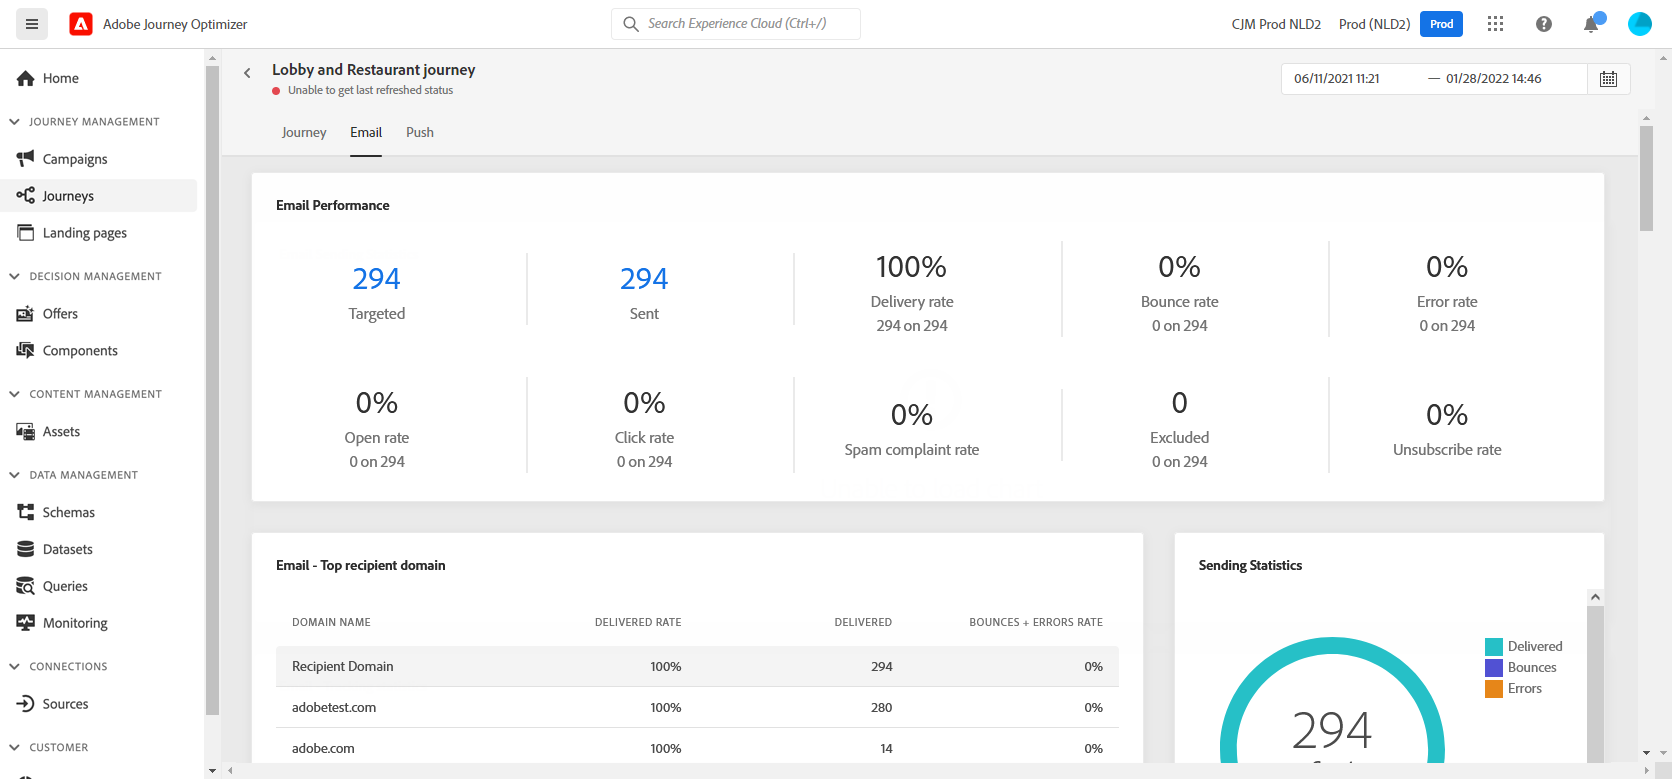 Adobe Journey Optimizer
Search Experience Cloud (Ctrl+/)
CJM Prod NLD2
Prod (NLD2)
Prod
Home
JOURNEY MANAGEMENT
Campaigns
Journeys
Landing pages
DECISION MANAGEMENT
Offers
Components
CONTENT MANAGEMENT
Assets
DATA MANAGEMENT
Schemas
Datasets
Queries
Monitoring
CONNECTIONS
Sources
CUSTOMER
Lobby and Restaurant journey
Unable to get last refreshed status
06/11/2021 11:21 — 01/28/2022 14:46
Journey Email Push
Email Performance
294
Targeted
294
Sent
100%
Delivery rate
294 on 294
0%
Bounce rate
0 on 294
0%
Error rate
0 on 294
0%
Open rate
0 on 294
0%
Click rate
0 on 294
0%
Spam complaint rate
0
Excluded
0 on 294
0%
Unsubscribe rate
Email - Top recipient domain
DOMAIN NAME DELIVERED RATE DELIVERED BOUNCES + ERRORS RATE
Recipient Domain 100% 294 0%
adobetest.com 100% 280 0%
adobe.com 100% 14 0%
Sending Statistics
Delivered
Bounces
Errors
294